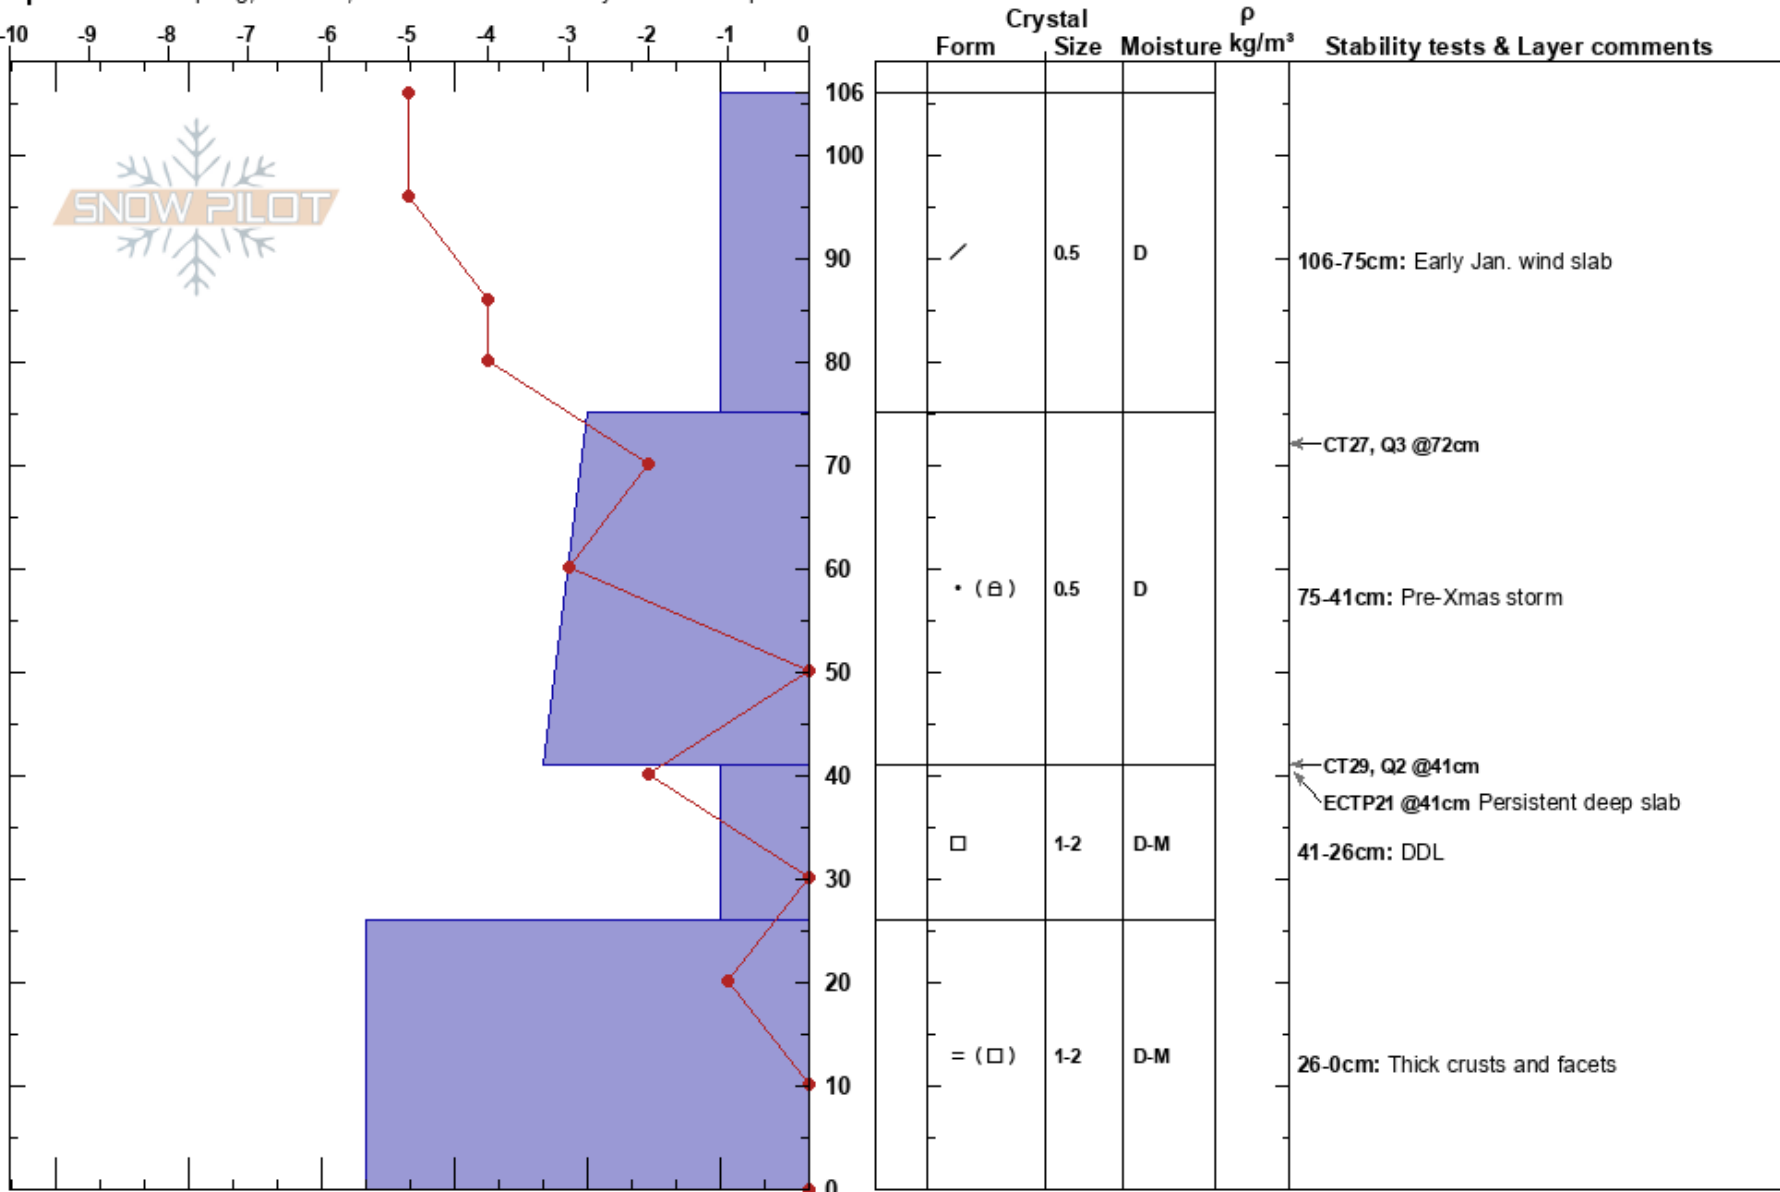 Crystal ρ
-10 -9 -8 -7 -6 -5 -4 -3 -2 -1 0 Form Size Moisture kg/m³ Stability tests & Layer comments
106
SNOW PILOT
100
90 / 0.5 D 106-75cm: Early Jan. wind slab
80
CT27, Q3 @72cm
70
60 • ( ) 0.5 D 75-41cm: Pre-Xmas storm
50
CT29, Q2 @41cm
40
ECTP21 @41cm Persistent deep slab
□ 1-2 D-M 41-26cm: DDL
30
20
= (□) 1-2 D-M 26-0cm: Thick crusts and facets
10
0